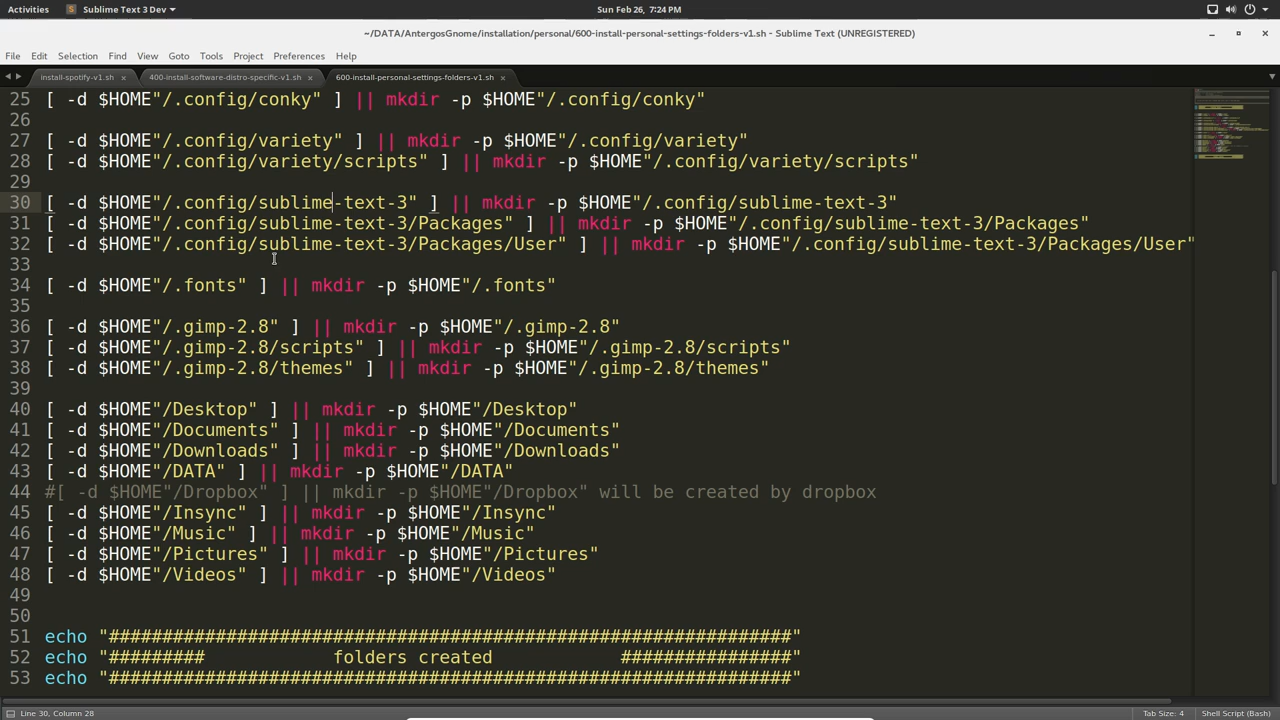 Activities Sublime Text 3 Dev Sun Feb 26, 7:24 PM
~/DATA/AntergosGnome/installation/personal/600-install-personal-settings-folders-v1.sh - Sublime Text (UNREGISTERED)
File Edit Selection Find View Goto Tools Project Preferences Help
install-spotify-v1.sh × 400-install-software-distro-specific-v1.sh × 600-install-personal-settings-folders-v1.sh ×
25 [ -d $HOME"/.config/conky" ] || mkdir -p $HOME"/.config/conky"
26
27 [ -d $HOME"/.config/variety" ] || mkdir -p $HOME"/.config/variety"
28 [ -d $HOME"/.config/variety/scripts" ] || mkdir -p $HOME"/.config/variety/scripts"
29
30 [ -d $HOME"/.config/sublime-text-3" ] || mkdir -p $HOME"/.config/sublime-text-3"
31 [ -d $HOME"/.config/sublime-text-3/Packages" ] || mkdir -p $HOME"/.config/sublime-text-3/Packages"
32 [ -d $HOME"/.config/sublime-text-3/Packages/User" ] || mkdir -p $HOME"/.config/sublime-text-3/Packages/User"
33
34 [ -d $HOME"/.fonts" ] || mkdir -p $HOME"/.fonts"
35
36 [ -d $HOME"/.gimp-2.8" ] || mkdir -p $HOME"/.gimp-2.8"
37 [ -d $HOME"/.gimp-2.8/scripts" ] || mkdir -p $HOME"/.gimp-2.8/scripts"
38 [ -d $HOME"/.gimp-2.8/themes" ] || mkdir -p $HOME"/.gimp-2.8/themes"
39
40 [ -d $HOME"/Desktop" ] || mkdir -p $HOME"/Desktop"
41 [ -d $HOME"/Documents" ] || mkdir -p $HOME"/Documents"
42 [ -d $HOME"/Downloads" ] || mkdir -p $HOME"/Downloads"
43 [ -d $HOME"/DATA" ] || mkdir -p $HOME"/DATA"
44 #[ -d $HOME"/Dropbox" ] || mkdir -p $HOME"/Dropbox" will be created by dropbox
45 [ -d $HOME"/Insync" ] || mkdir -p $HOME"/Insync"
46 [ -d $HOME"/Music" ] || mkdir -p $HOME"/Music"
47 [ -d $HOME"/Pictures" ] || mkdir -p $HOME"/Pictures"
48 [ -d $HOME"/Videos" ] || mkdir -p $HOME"/Videos"
49
50
51 echo "################################################################"
52 echo "#########            folders created            ################"
53 echo "################################################################"
Line 30, Column 28 Tab Size: 4 Shell Script (Bash)